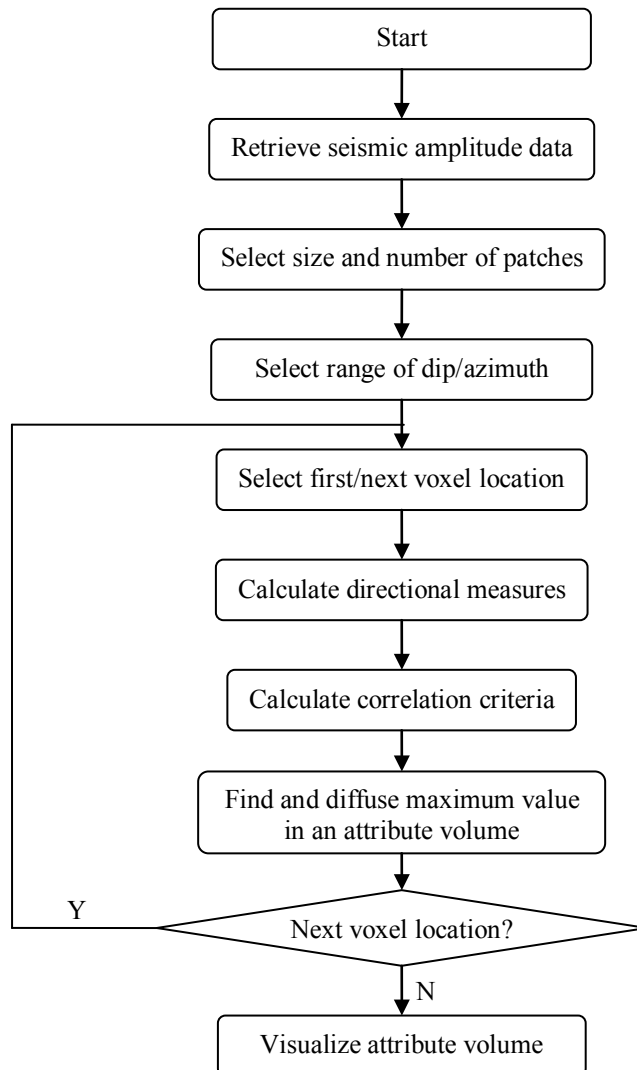 Start
Retrieve seismic amplitude data
Select size and number of patches
Select range of dip/azimuth
Select first/next voxel location
Calculate directional measures
Calculate correlation criteria
Find and diffuse maximum value
in an attribute volume
Y
Next voxel location?
N
Visualize attribute volume